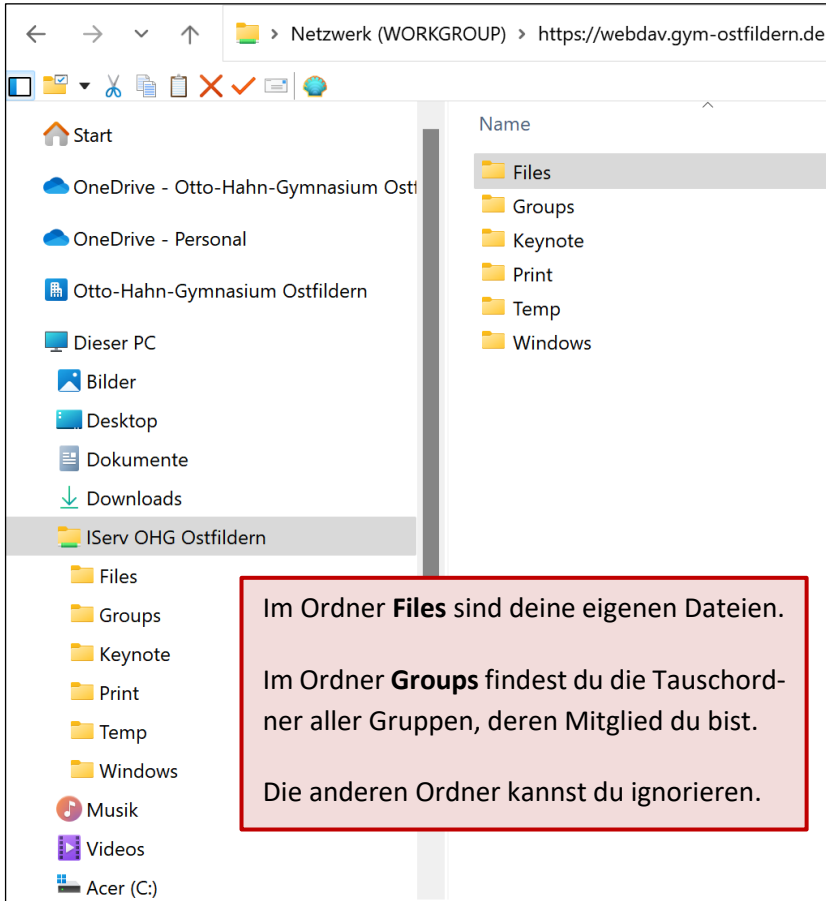 Netzwerk (WORKGROUP) > https://webdav.gym-ostfildern.de
Start
OneDrive - Otto-Hahn-Gymnasium Ostf
OneDrive - Personal
Otto-Hahn-Gymnasium Ostfildern
Dieser PC
Bilder
Desktop
Dokumente
Downloads
IServ OHG Ostfildern
Files
Groups
Keynote
Print
Temp
Windows
Musik
Videos
Acer (C:)
Name
Files
Groups
Keynote
Print
Temp
Windows
Im Ordner Files sind deine eigenen Dateien.
Im Ordner Groups findest du die Tauschord-
ner aller Gruppen, deren Mitglied du bist.
Die anderen Ordner kannst du ignorieren.